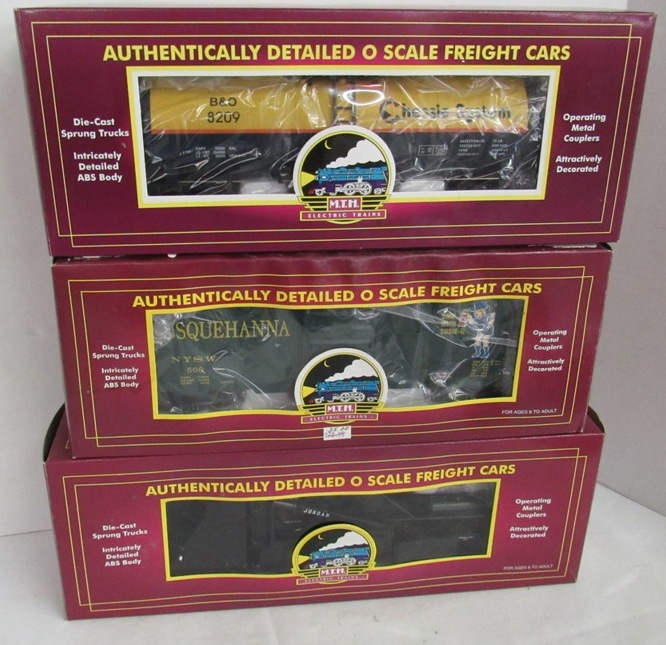 AUTHENTICALLY DETAILED O SCALE FREIGHT CARS
Die-Cast
Sprung Trucks
Intricately
Detailed
ABS Body
B&O
8209
Chessie System
Operating
Metal
Couplers
Attractively
Decorated
M.T.H.
ELECTRIC TRAINS
AUTHENTICALLY DETAILED O SCALE FREIGHT CARS
Die-Cast
Sprung Trucks
Intricately
Detailed
ABS Body
SQUEHANNA
NYSW
Operating
Metal
Couplers
Attractively
Decorated
M.T.H.
ELECTRIC TRAINS
FOR AGES 8 TO ADULT
AUTHENTICALLY DETAILED O SCALE FREIGHT CARS
Die-Cast
Sprung Trucks
Intricately
Detailed
ABS Body
JORDAN
Operating
Metal
Couplers
Attractively
Decorated
M.T.H.
ELECTRIC TRAINS
FOR AGES 8 TO ADULT